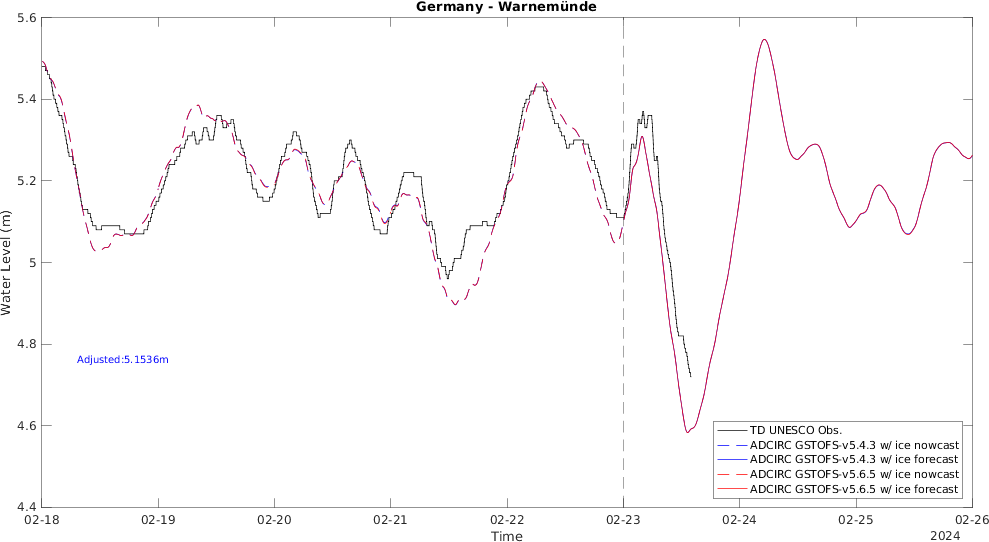 Germany - Warnemünde
Water Level (m)
5.6
5.4
5.2
5
4.8
4.6
4.4
Adjusted:5.1536m
TD UNESCO Obs.
ADCIRC GSTOFS-v5.4.3 w/ ice nowcast
ADCIRC GSTOFS-v5.4.3 w/ ice forecast
ADCIRC GSTOFS-v5.6.5 w/ ice nowcast
ADCIRC GSTOFS-v5.6.5 w/ ice forecast
02-18 02-19 02-20 02-21 02-22 02-23 02-24 02-25 02-26
Time
2024